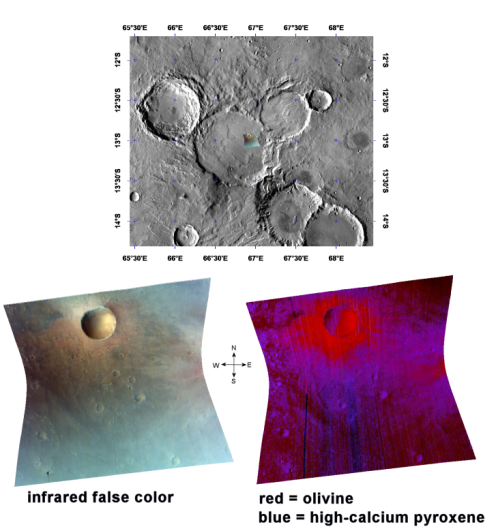 65°30'E 66°E 66°30'E 67°E 67°30'E 68°E
12°S 12°S
12°30'S 12°30'S
13°S 13°S
13°30'S 13°30'S
14°S 14°S
65°30'E 66°E 66°30'E 67°E 67°30'E 68°E
N
W E
S
infrared false color
red = olivine
blue = high-calcium pyroxene